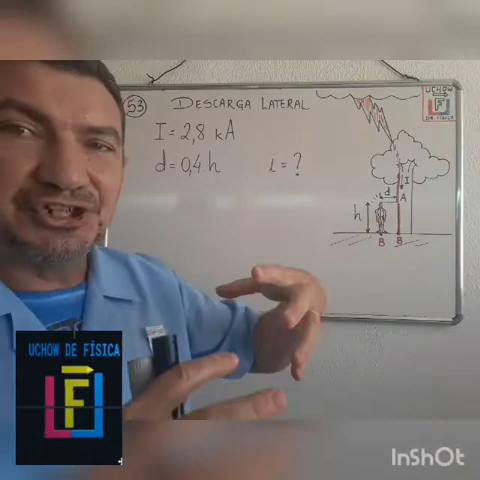 53 DESCARGA LATERAL
I = 2,8 kA
d = 0,4 h i = ?
UCHOW
F
DE FÍSICA
I
d
A
h
B B
UCHOW DE FÍSICA
F
InShOt